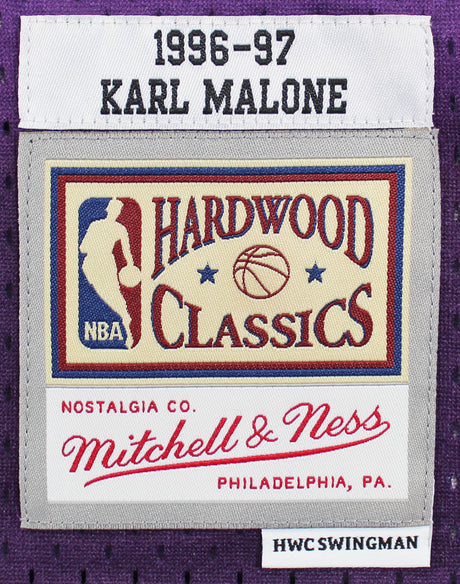 1996-97
KARL MALONE
HARDWOOD
CLASSICS
NBA
NOSTALGIA CO.
Mitchell & Ness
PHILADELPHIA, PA.
HWC SWINGMAN